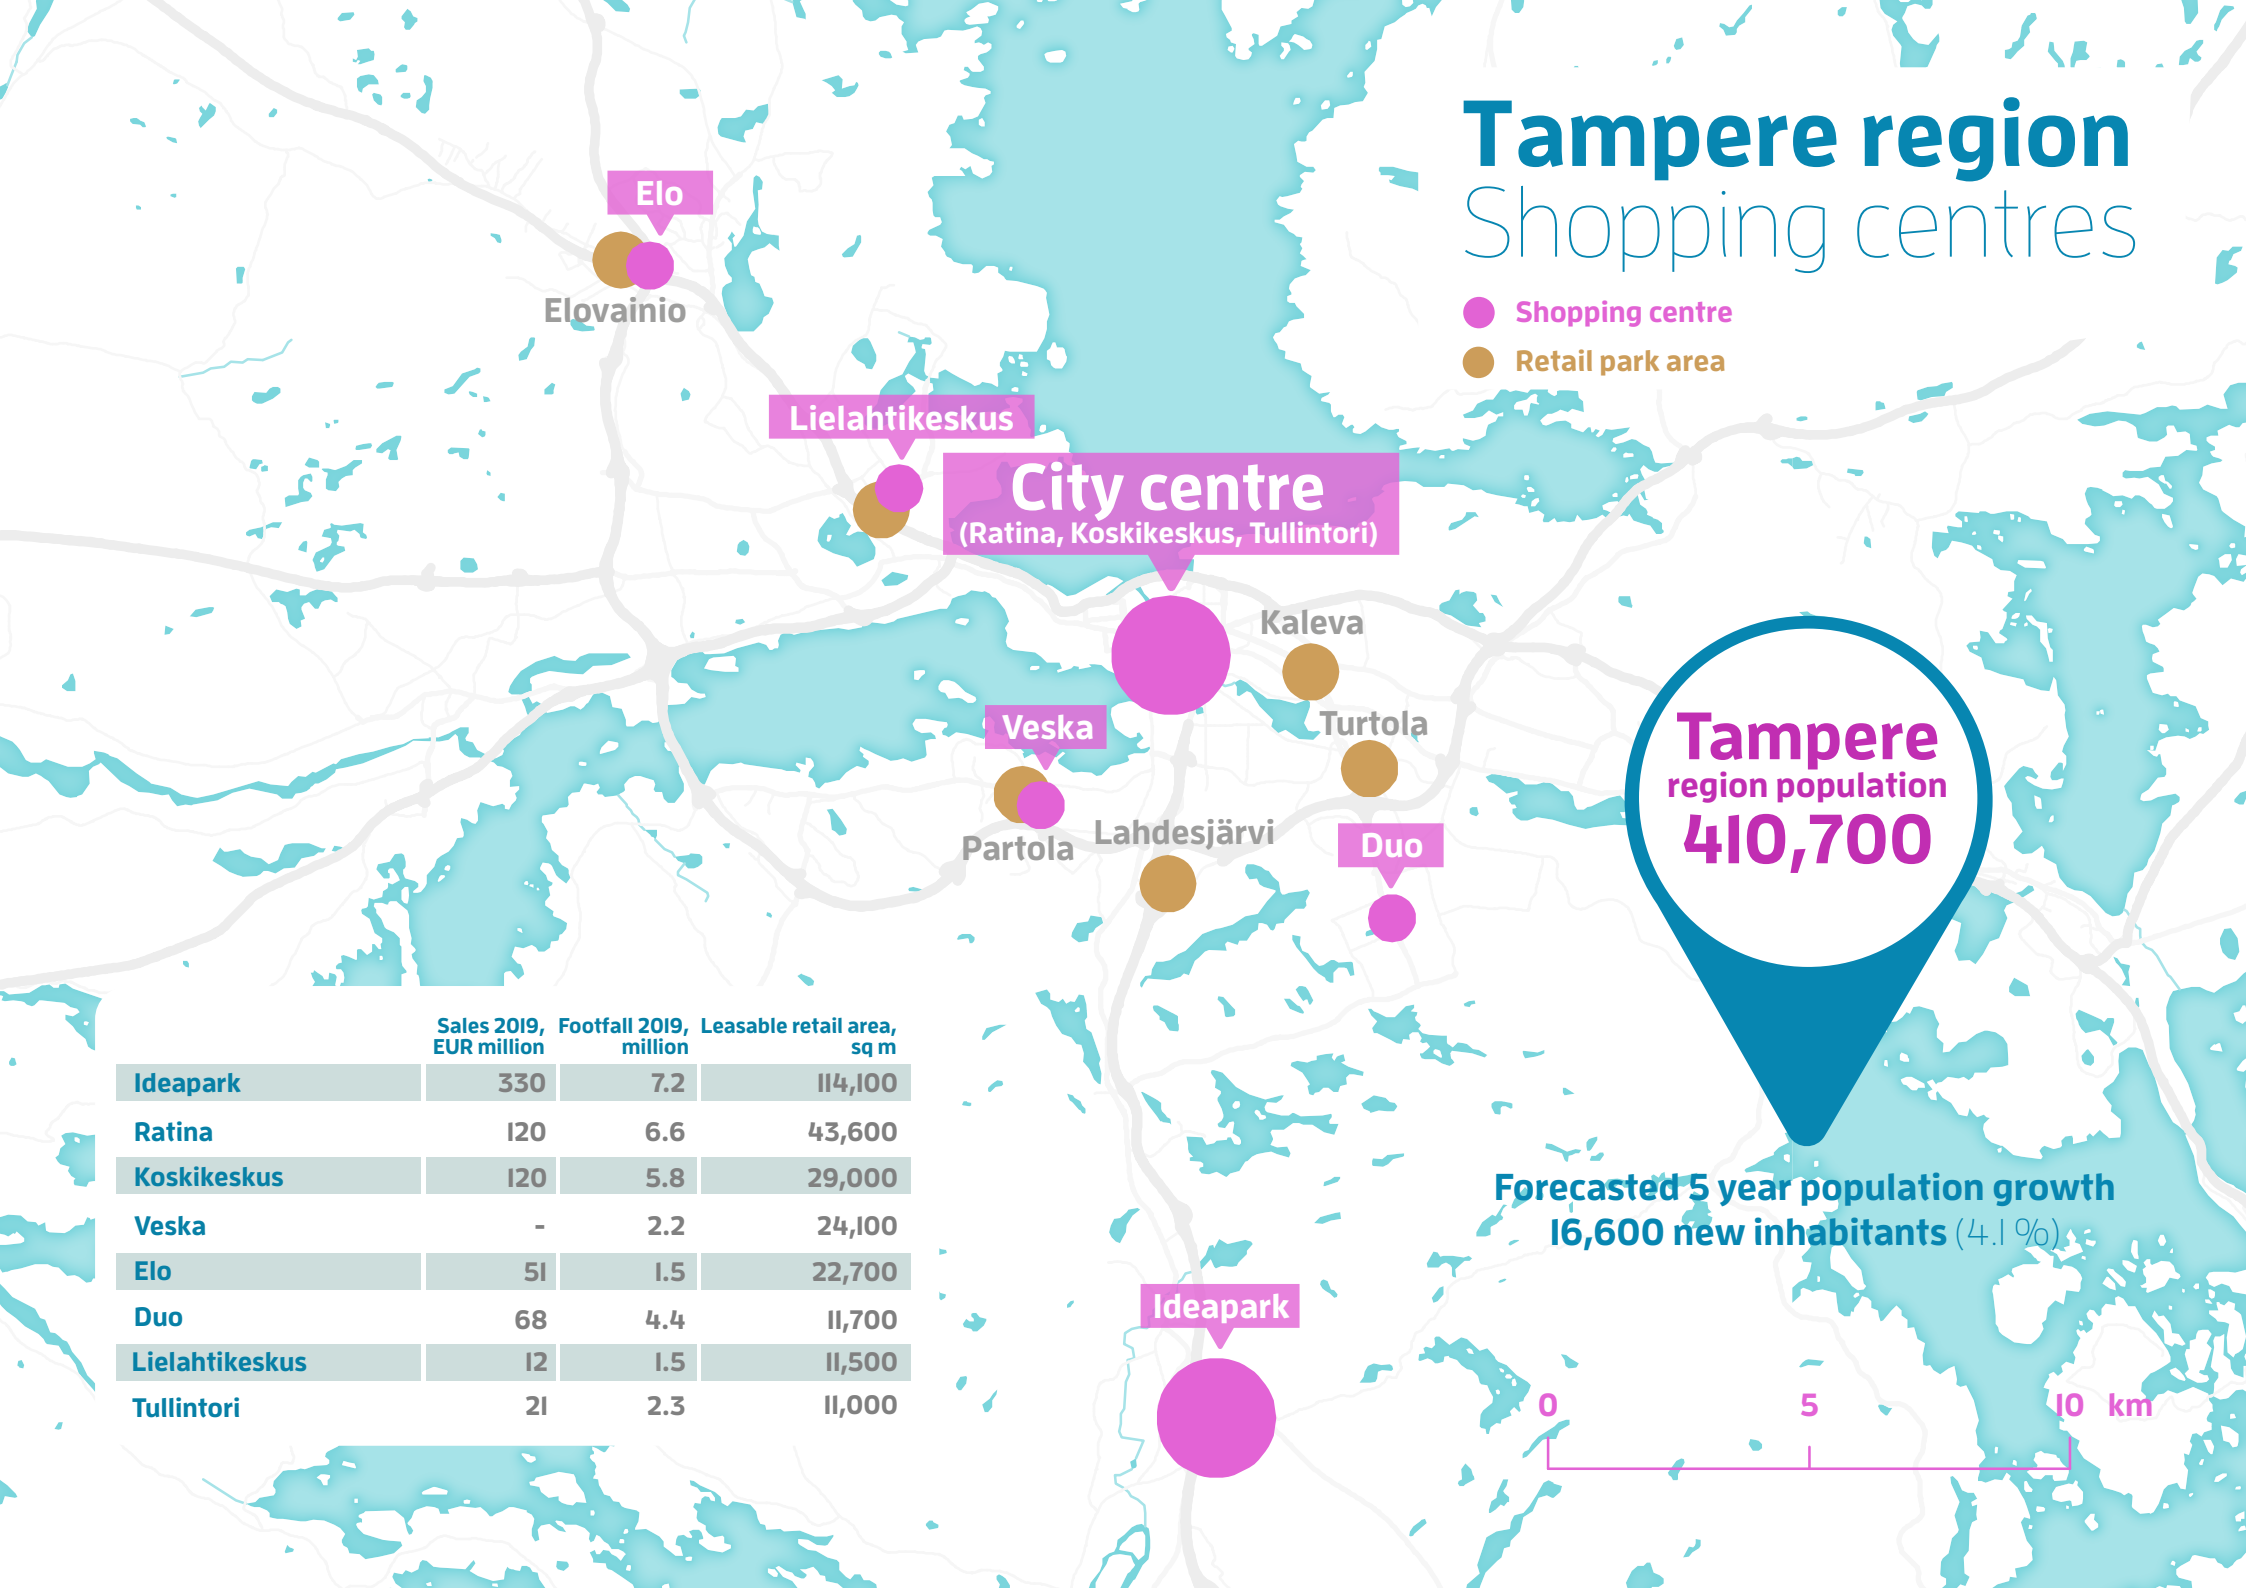 Tampere region
Shopping centres
Shopping centre
Retail park area
Elo
Elovainio
Lielahtikeskus
City centre
(Ratina, Koskikeskus, Tullintori)
Kaleva
Turtola
Veska
Partola
Lahdesjärvi
Duo
Ideapark
Tampere
region population
410,700
Forecasted 5 year population growth
16,600 new inhabitants (4.1 %)
0 5 10 km
Sales 2019, Footfall 2019, Leasable retail area,
EUR million million sq m
Ideapark 330 7.2 114,100
Ratina 120 6.6 43,600
Koskikeskus 120 5.8 29,000
Veska - 2.2 24,100
Elo 51 1.5 22,700
Duo 68 4.4 11,700
Lielahtikeskus 12 1.5 11,500
Tullintori 21 2.3 11,000